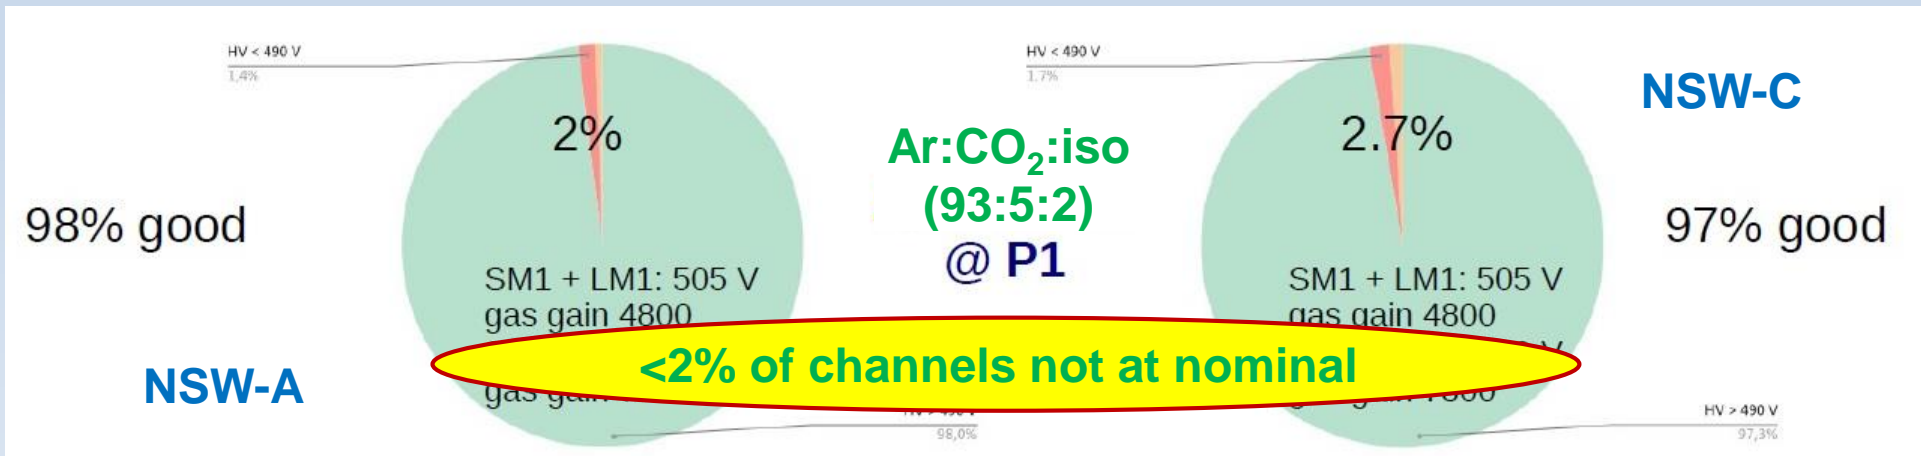 HV < 490 V
1,4%
2%
98% good
SM1 + LM1: 505 V
gas gain 4800
NSW-A
HV > 490 V
98,0%
Ar:CO₂:iso
(93:5:2)
@ P1
<2% of channels not at nominal
HV < 490 V
1.7%
2.7%
NSW-C
97% good
SM1 + LM1: 505 V
gas gain 4800
HV > 490 V
97,3%